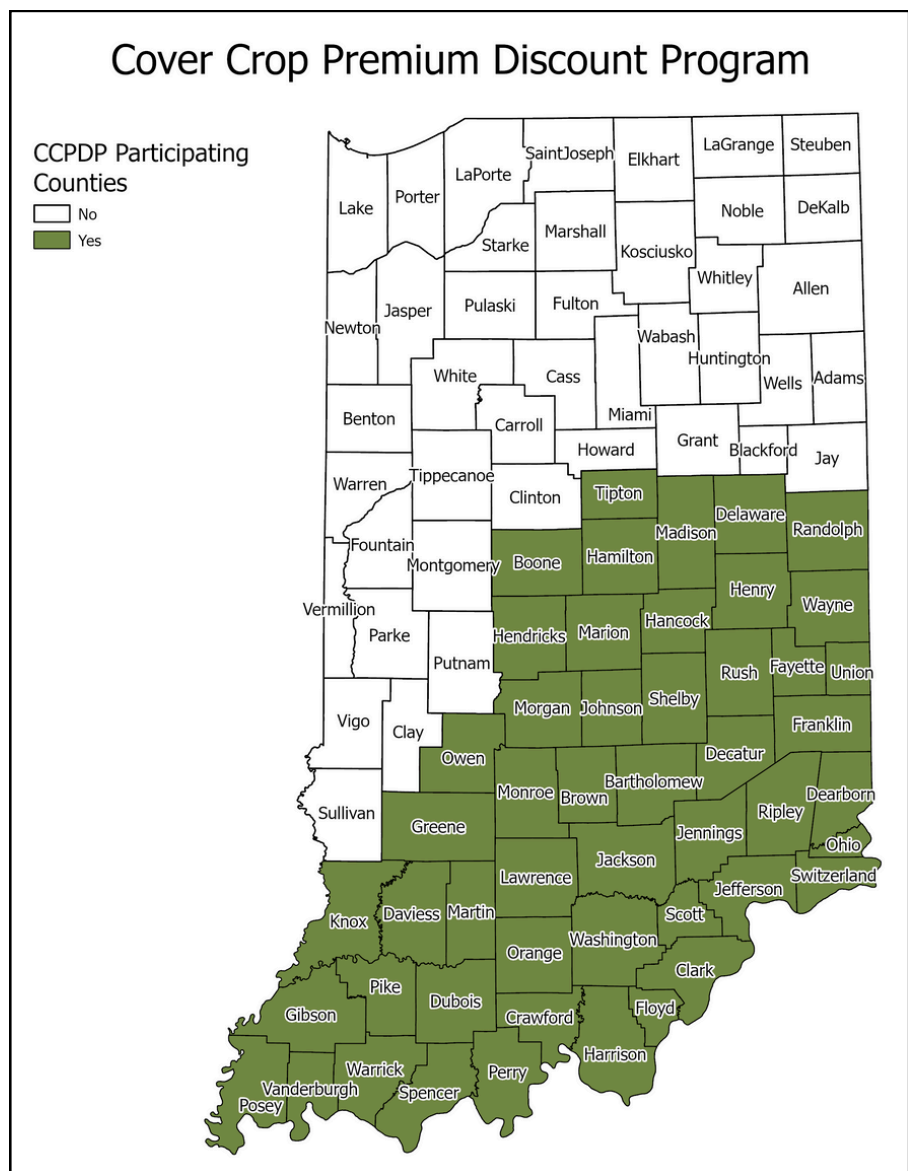 Cover Crop Premium Discount Program
CCPDP Participating
Counties
No
Yes
Lake
Porter
LaPorte
SaintJoseph
Elkhart
LaGrange
Steuben
Starke
Marshall
Kosciusko
Noble
DeKalb
Whitley
Allen
Newton
Jasper
Pulaski
Fulton
Wabash
Huntington
White
Cass
Miami
Wells
Adams
Benton
Carroll
Howard
Grant
Blackford
Jay
Warren
Tippecanoe
Clinton
Tipton
Madison
Delaware
Randolph
Fountain
Montgomery
Boone
Hamilton
Henry
Wayne
Vermillion
Parke
Putnam
Hendricks
Marion
Hancock
Rush
Fayette
Union
Vigo
Clay
Owen
Morgan
Johnson
Shelby
Franklin
Decatur
Sullivan
Greene
Monroe
Brown
Bartholomew
Jennings
Ripley
Dearborn
Ohio
Knox
Daviess
Martin
Lawrence
Jackson
Scott
Jefferson
Switzerland
Orange
Washington
Clark
Gibson
Pike
Dubois
Crawford
Floyd
Harrison
Posey
Vanderburgh
Warrick
Spencer
Perry